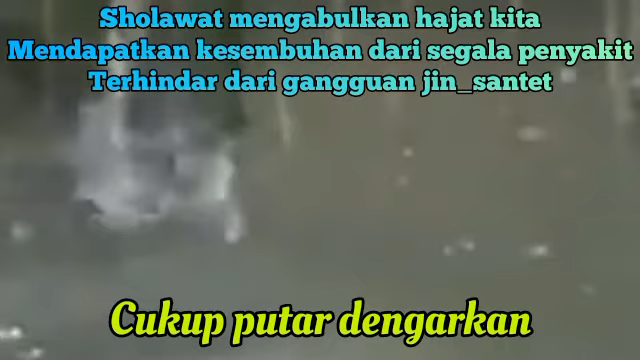 Sholawat mengabulkan hajat kita
Mendapatkan kesembuhan dari segala penyakit
Terhindar dari gangguan jin_santet
Cukup putar dengarkan